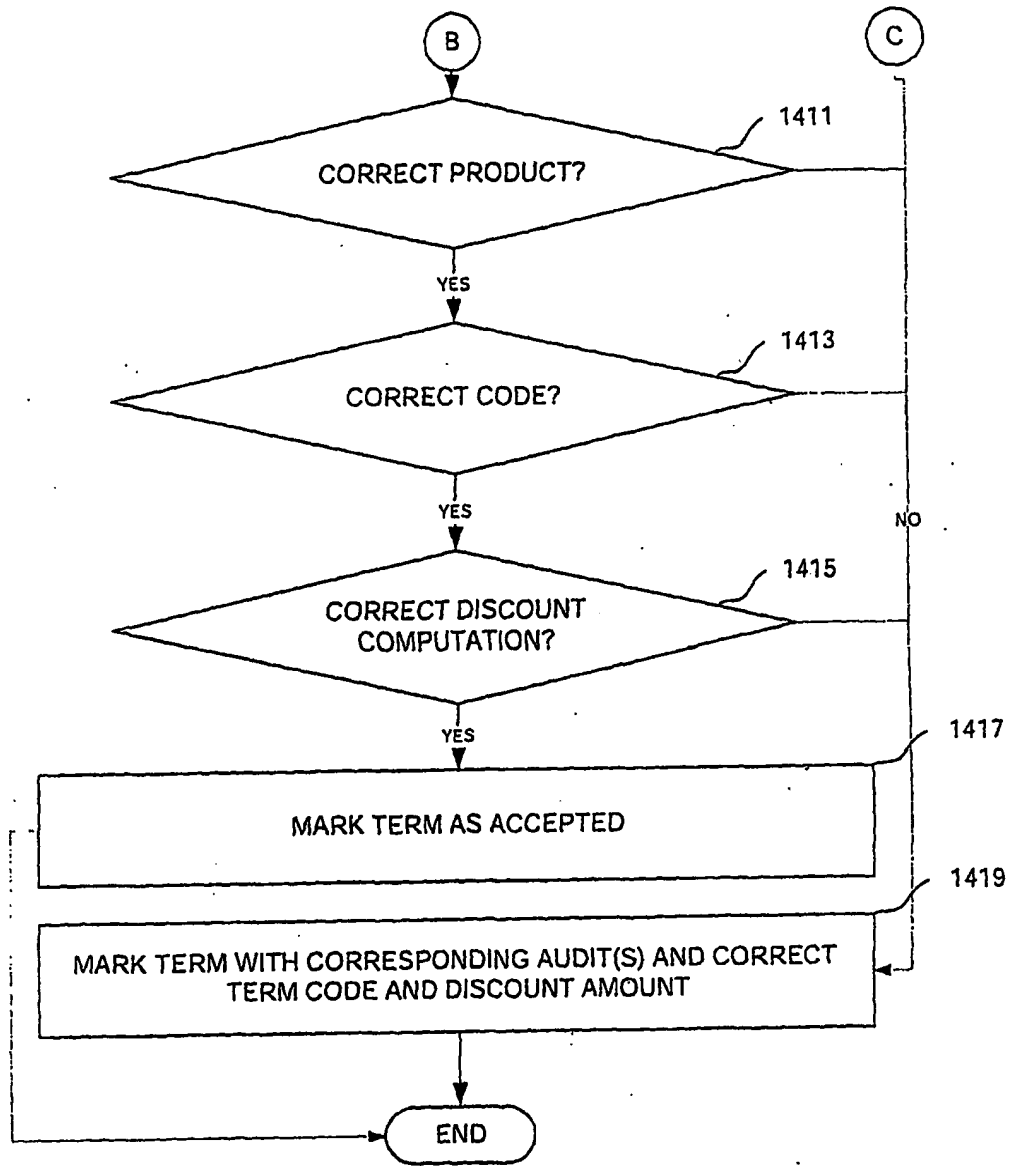 B
C
1411
CORRECT PRODUCT?
YES
1413
CORRECT CODE?
YES
NO
1415
CORRECT DISCOUNT
COMPUTATION?
YES
1417
MARK TERM AS ACCEPTED
1419
MARK TERM WITH CORRESPONDING AUDIT(S) AND CORRECT
TERM CODE AND DISCOUNT AMOUNT
END